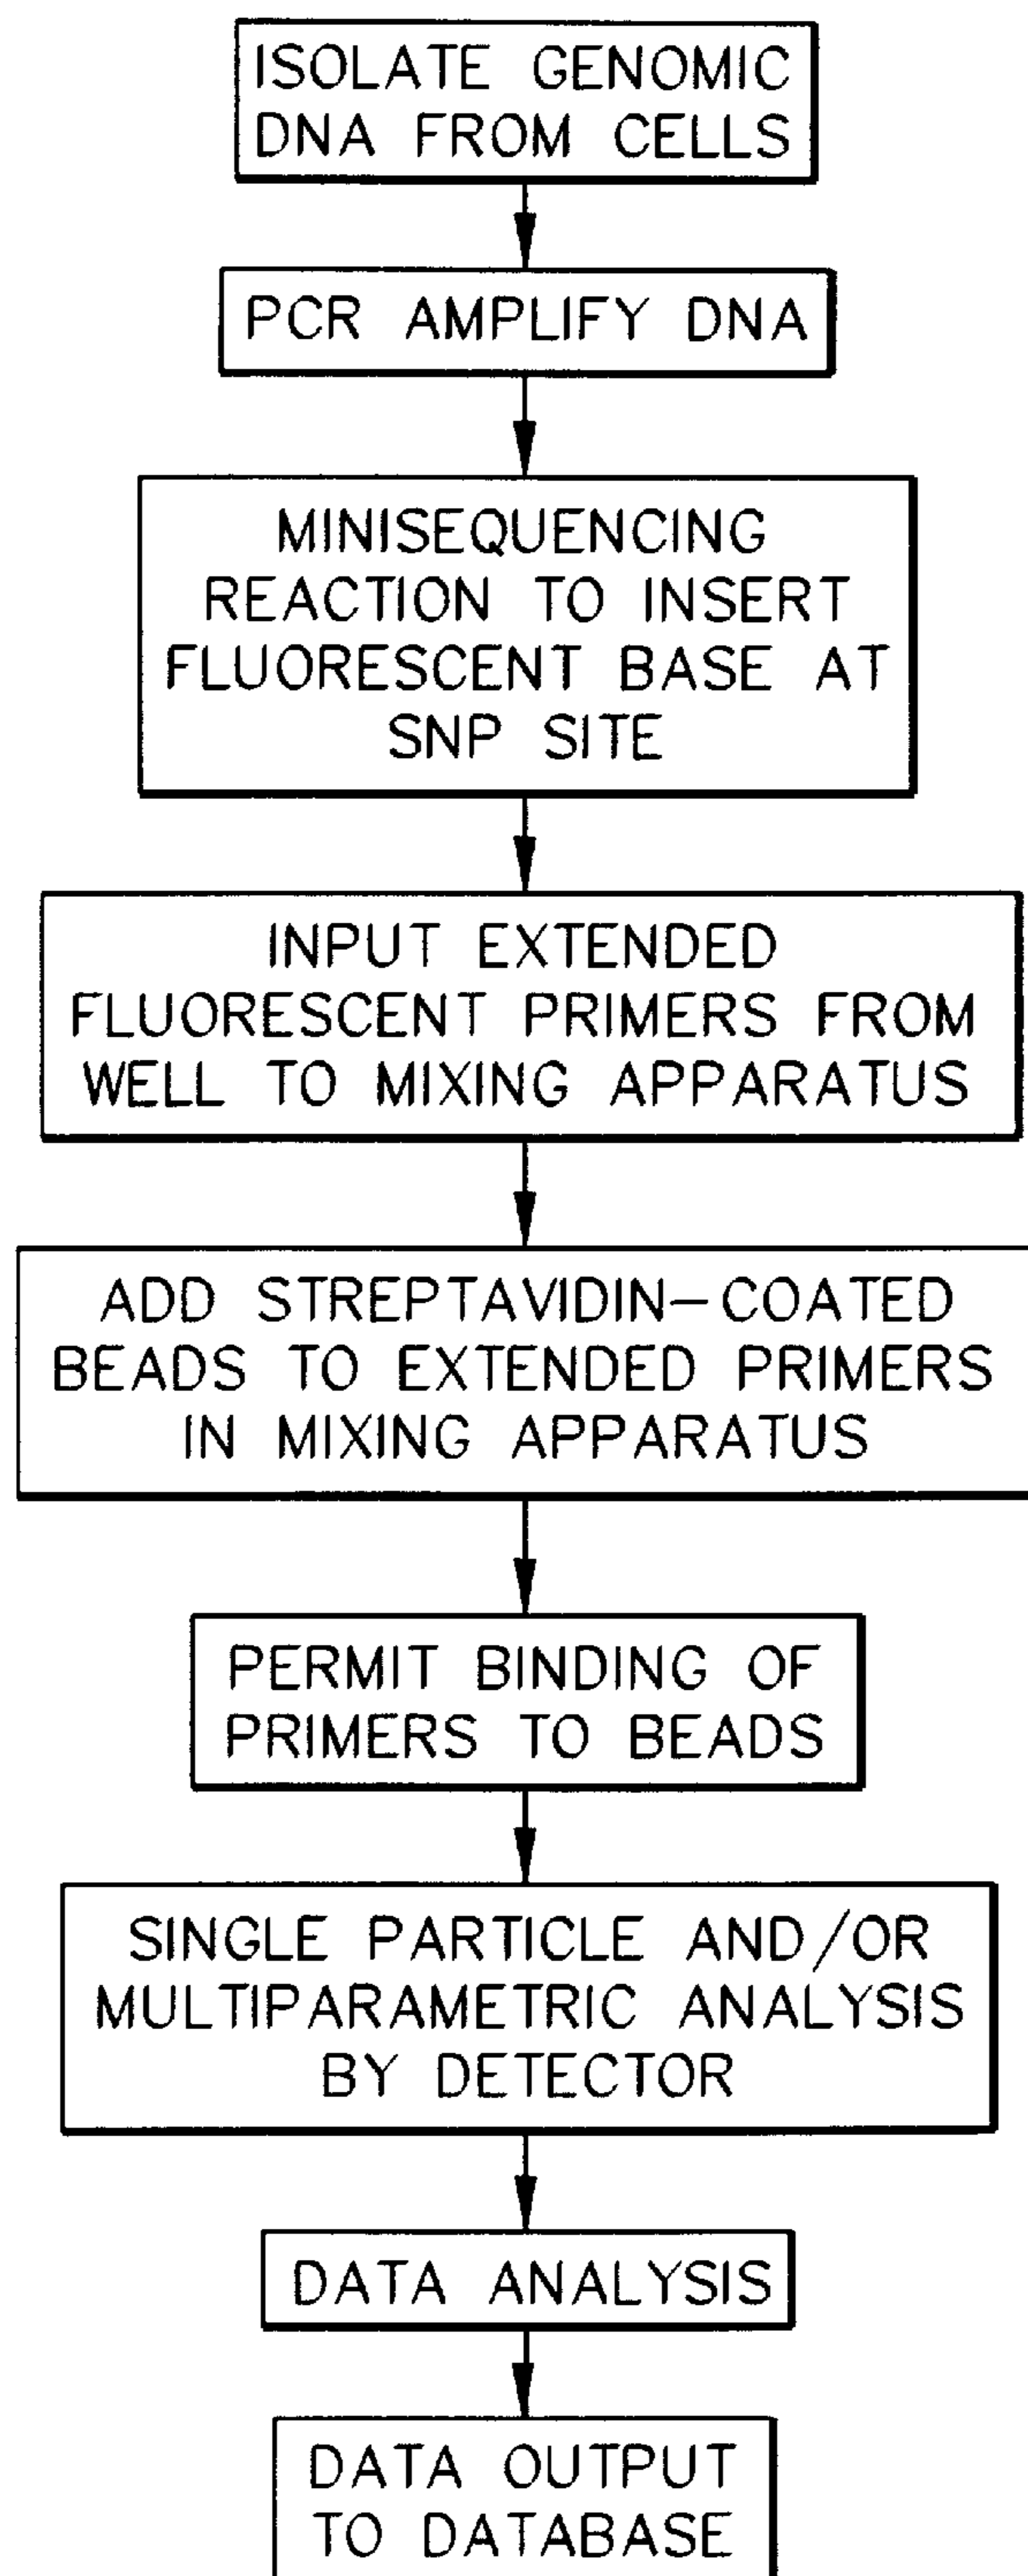 ISOLATE GENOMIC
DNA FROM CELLS
PCR AMPLIFY DNA
MINISEQUENCING
REACTION TO INSERT
FLUORESCENT BASE AT
SNP SITE
INPUT EXTENDED
FLUORESCENT PRIMERS FROM
WELL TO MIXING APPARATUS
ADD STREPTAVIDIN-COATED
BEADS TO EXTENDED PRIMERS
IN MIXING APPARATUS
PERMIT BINDING OF
PRIMERS TO BEADS
SINGLE PARTICLE AND/OR
MULTIPARAMETRIC ANALYSIS
BY DETECTOR
DATA ANALYSIS
DATA OUTPUT
TO DATABASE